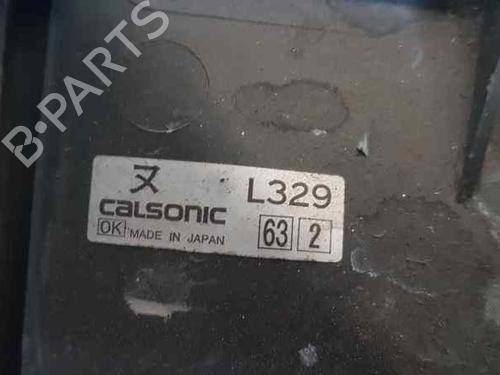 B-PARTS
ヌ L329
calsonic 63 2
OK MADE IN JAPAN